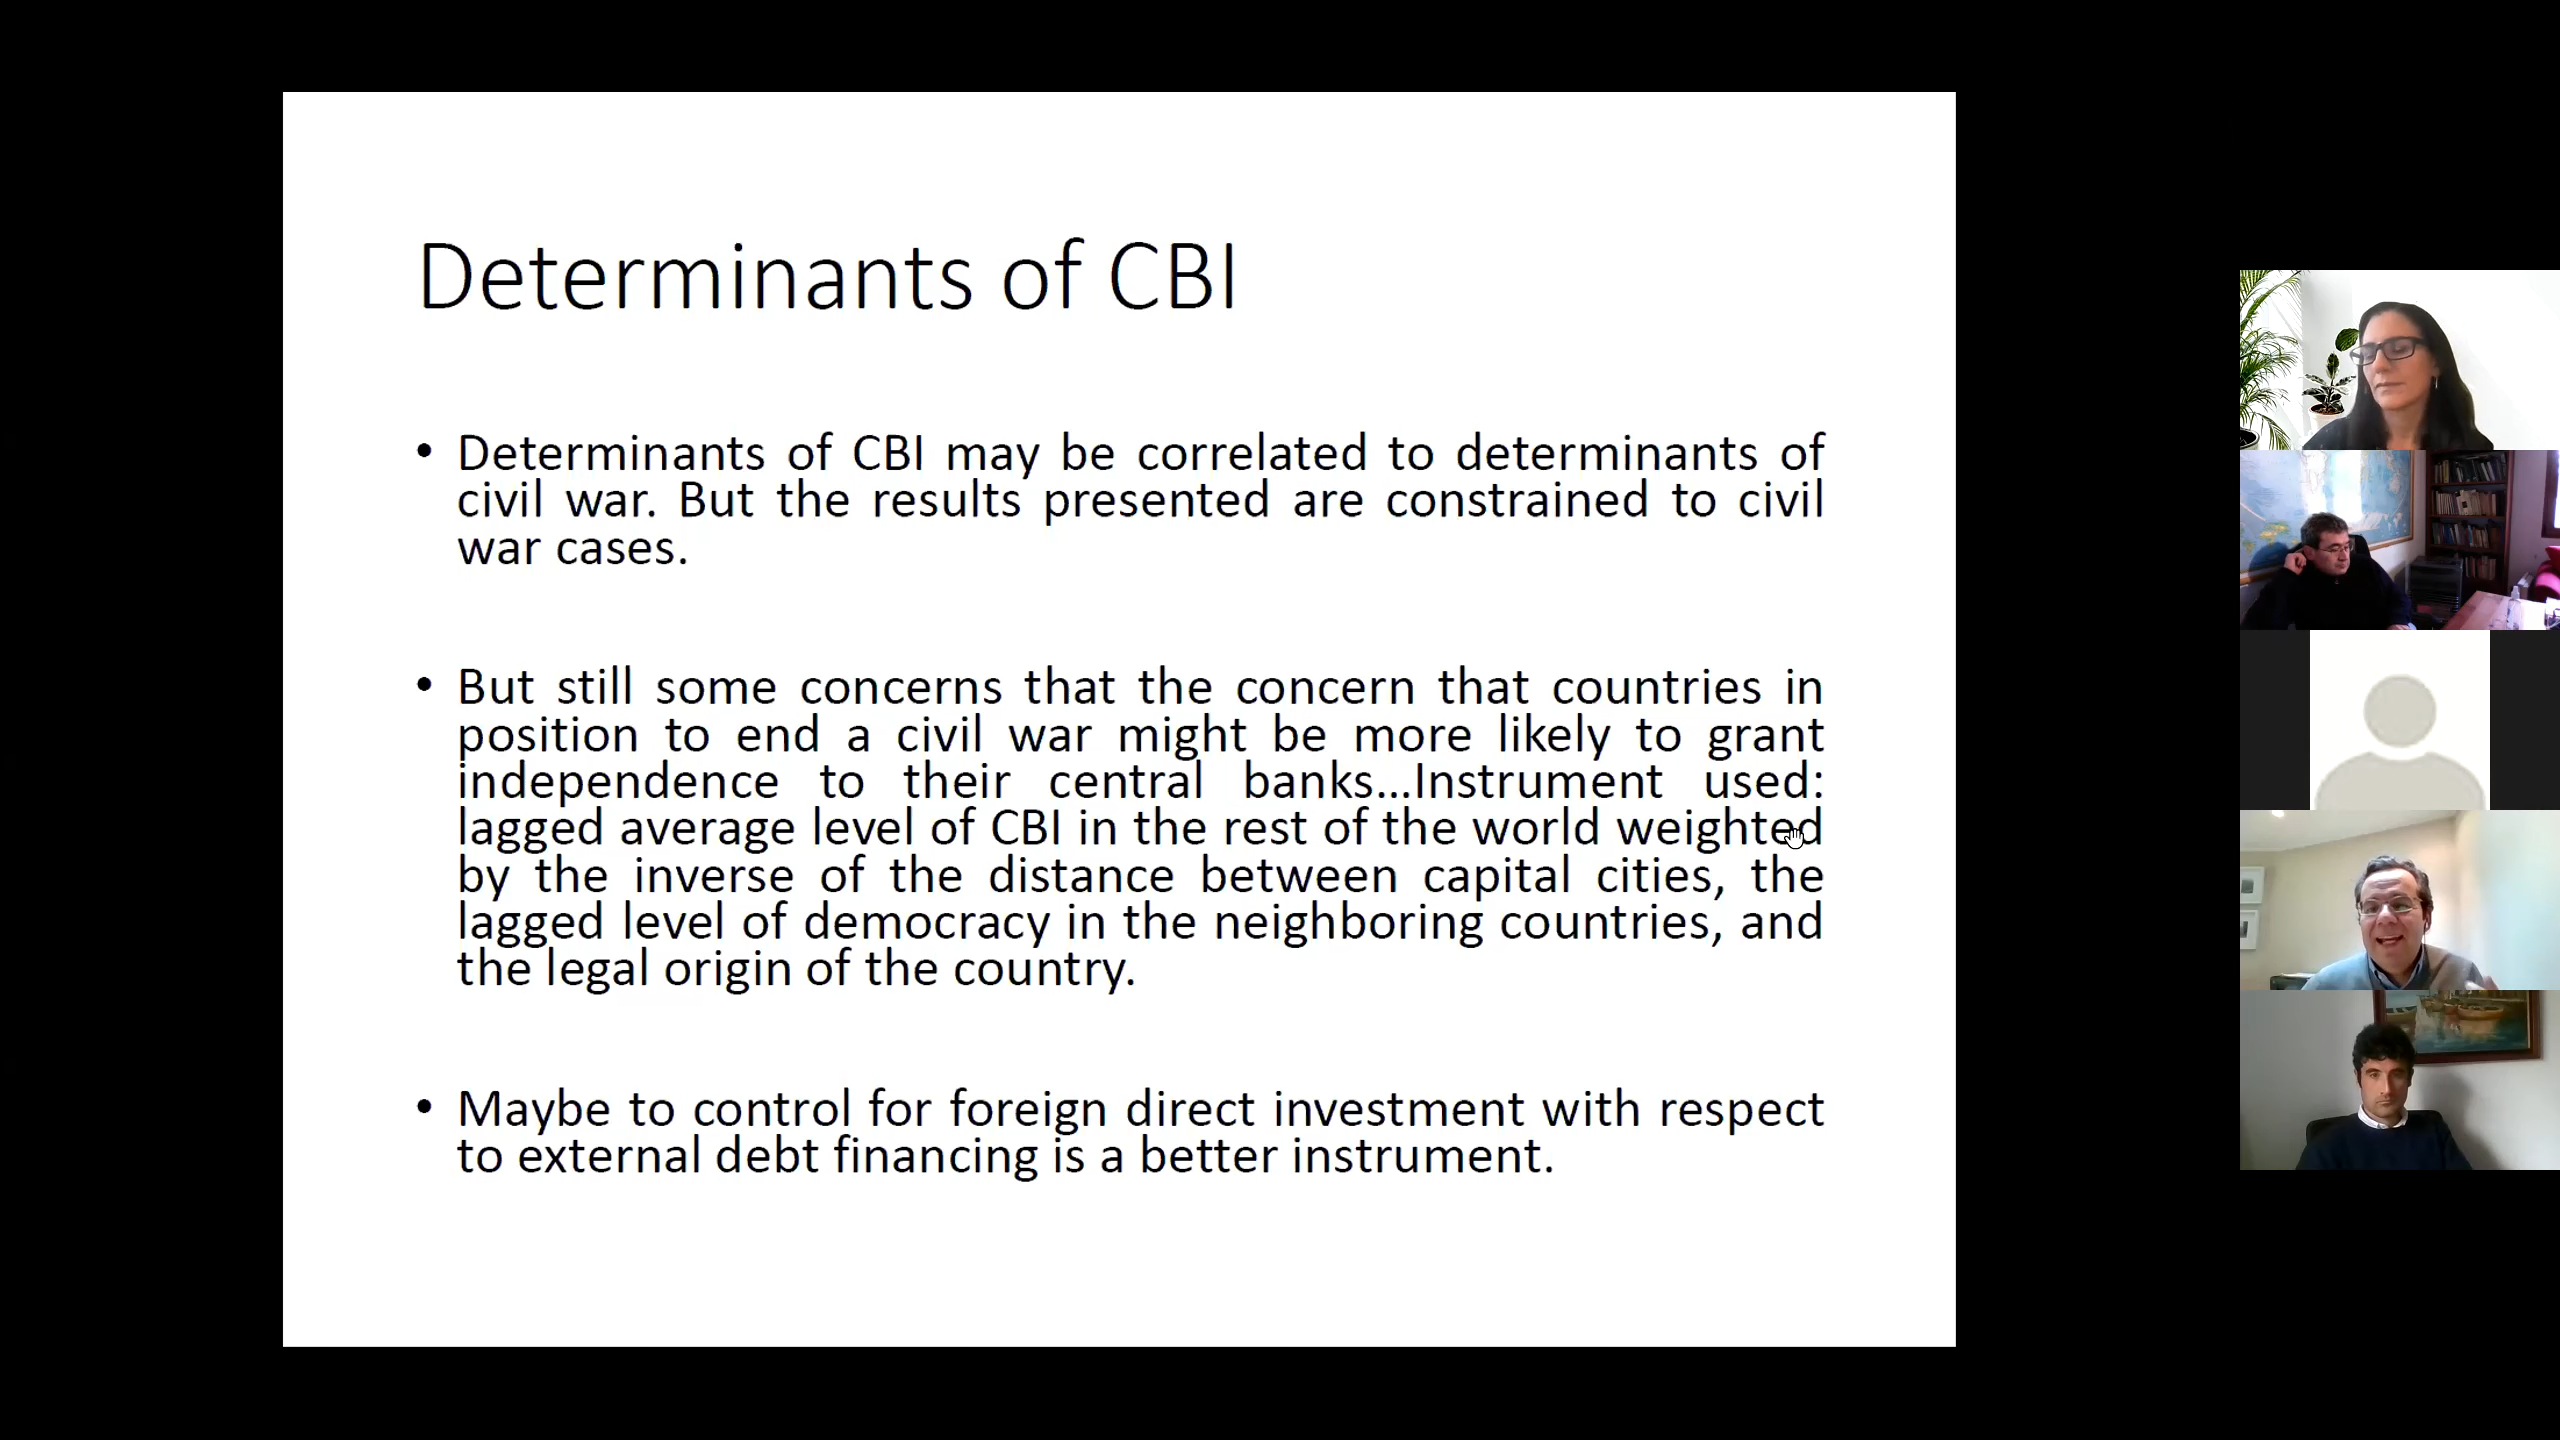 Determinants of CBI
• Determinants of CBI may be correlated to determinants of
civil war. But the results presented are constrained to civil
war cases.
• But still some concerns that the concern that countries in
position to end a civil war might be more likely to grant
independence to their central banks...Instrument used:
lagged average level of CBI in the rest of the world weighted
by the inverse of the distance between capital cities, the
lagged level of democracy in the neighboring countries, and
the legal origin of the country.
• Maybe to control for foreign direct investment with respect
to external debt financing is a better instrument.